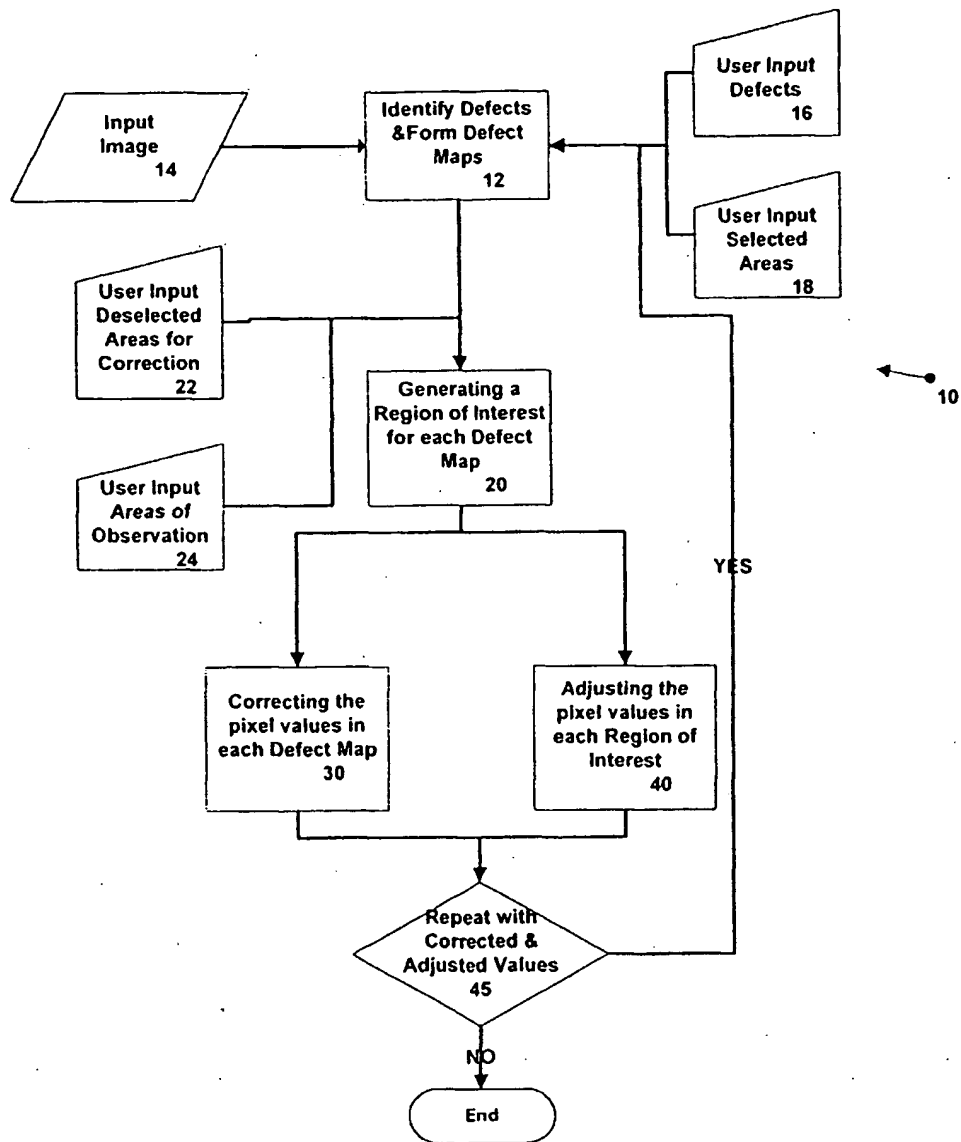 Input
Image
14
Identify Defects
&Form Defect
Maps
12
User Input
Defects
16
User Input
Selected
Areas
18
User Input
Deselected
Areas for
Correction
22
10
Generating a
Region of Interest
for each Defect
Map
20
User Input
Areas of
Observation
24
YES
Correcting the
pixel values in
each Defect Map
30
Adjusting the
pixel values in
each Region of
Interest
40
Repeat with
Corrected &
Adjusted Values
45
NO
End